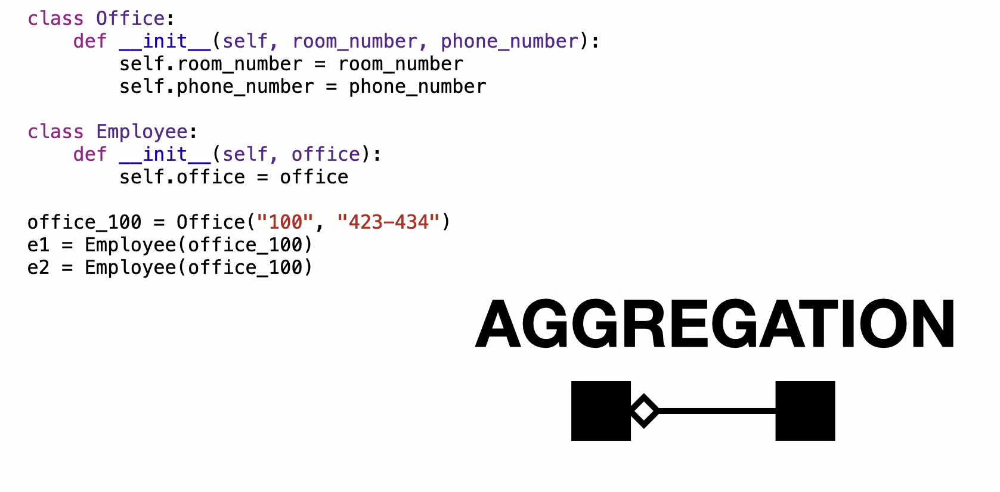 class Office:
    def __init__(self, room_number, phone_number):
        self.room_number = room_number
        self.phone_number = phone_number

class Employee:
    def __init__(self, office):
        self.office = office

office_100 = Office("100", "423-434")
e1 = Employee(office_100)
e2 = Employee(office_100)
AGGREGATION